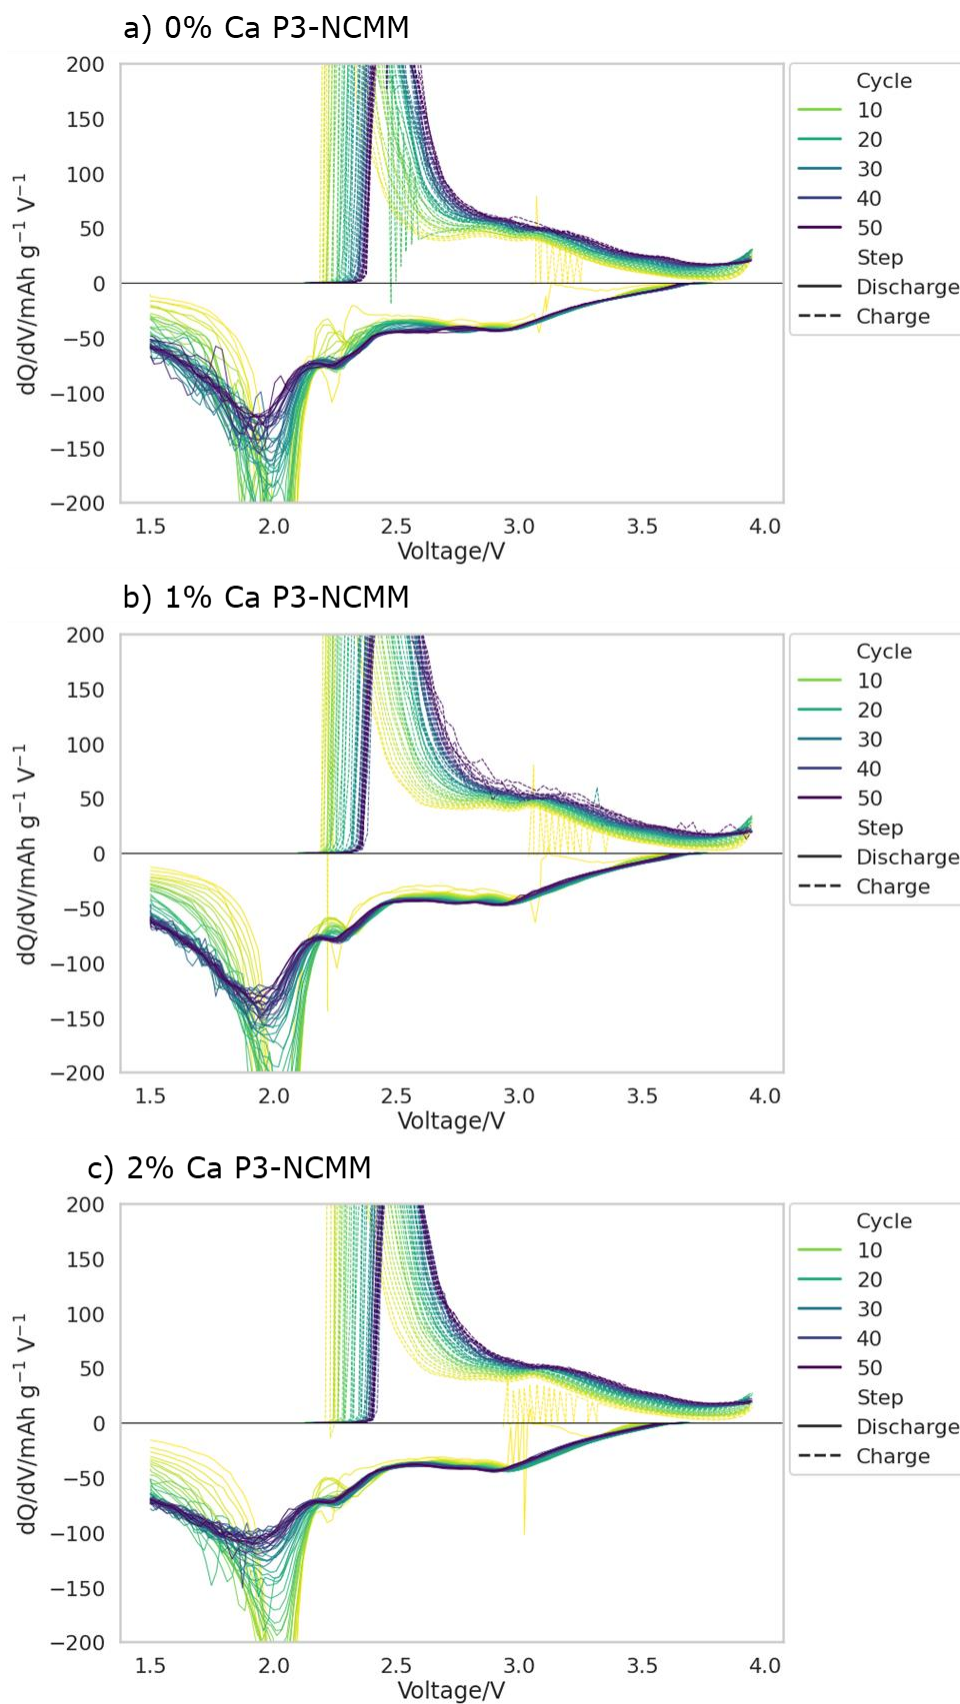 a) 0% Ca P3-NCMM
200
150
100
50
0
−50
−100
−150
−200
dQ/dV/mAh g⁻¹ V⁻¹
1.5 2.0 2.5 3.0 3.5 4.0
Voltage/V
Cycle
10
20
30
40
50
Step
Discharge
Charge
b) 1% Ca P3-NCMM
200
150
100
50
0
−50
−100
−150
−200
dQ/dV/mAh g⁻¹ V⁻¹
1.5 2.0 2.5 3.0 3.5 4.0
Voltage/V
Cycle
10
20
30
40
50
Step
Discharge
Charge
c) 2% Ca P3-NCMM
200
150
100
50
0
−50
−100
−150
−200
dQ/dV/mAh g⁻¹ V⁻¹
1.5 2.0 2.5 3.0 3.5 4.0
Voltage/V
Cycle
10
20
30
40
50
Step
Discharge
Charge